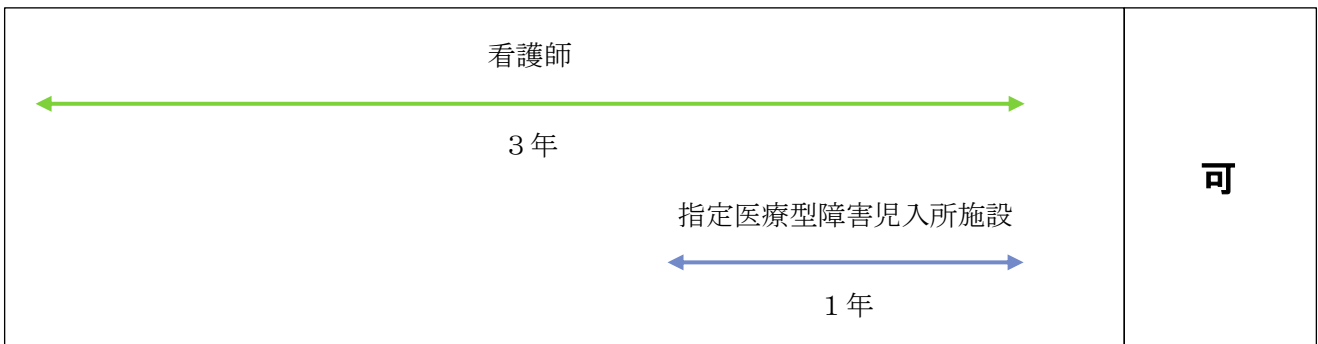 看護師
３年
指定医療型障害児入所施設
１年
可